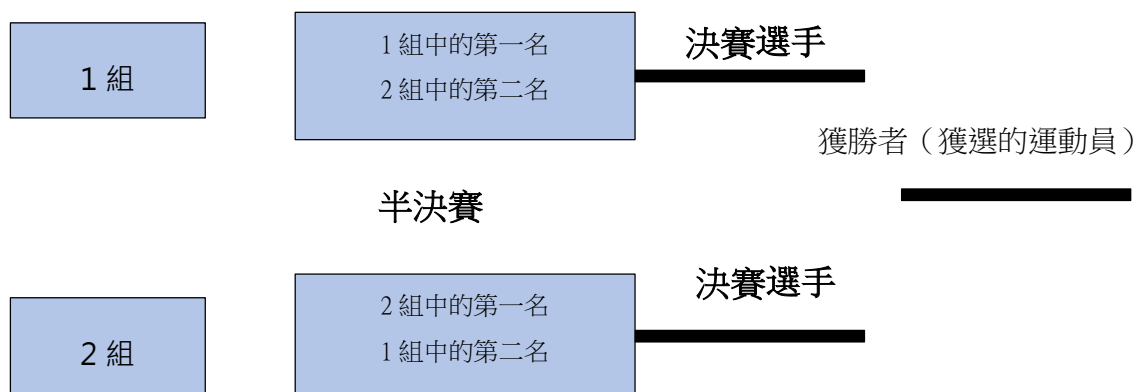 1 組
1 組中的第一名
2 組中的第二名
決賽選手
獲勝者（獲選的運動員）
半決賽
2 組
2 組中的第一名
1 組中的第二名
決賽選手